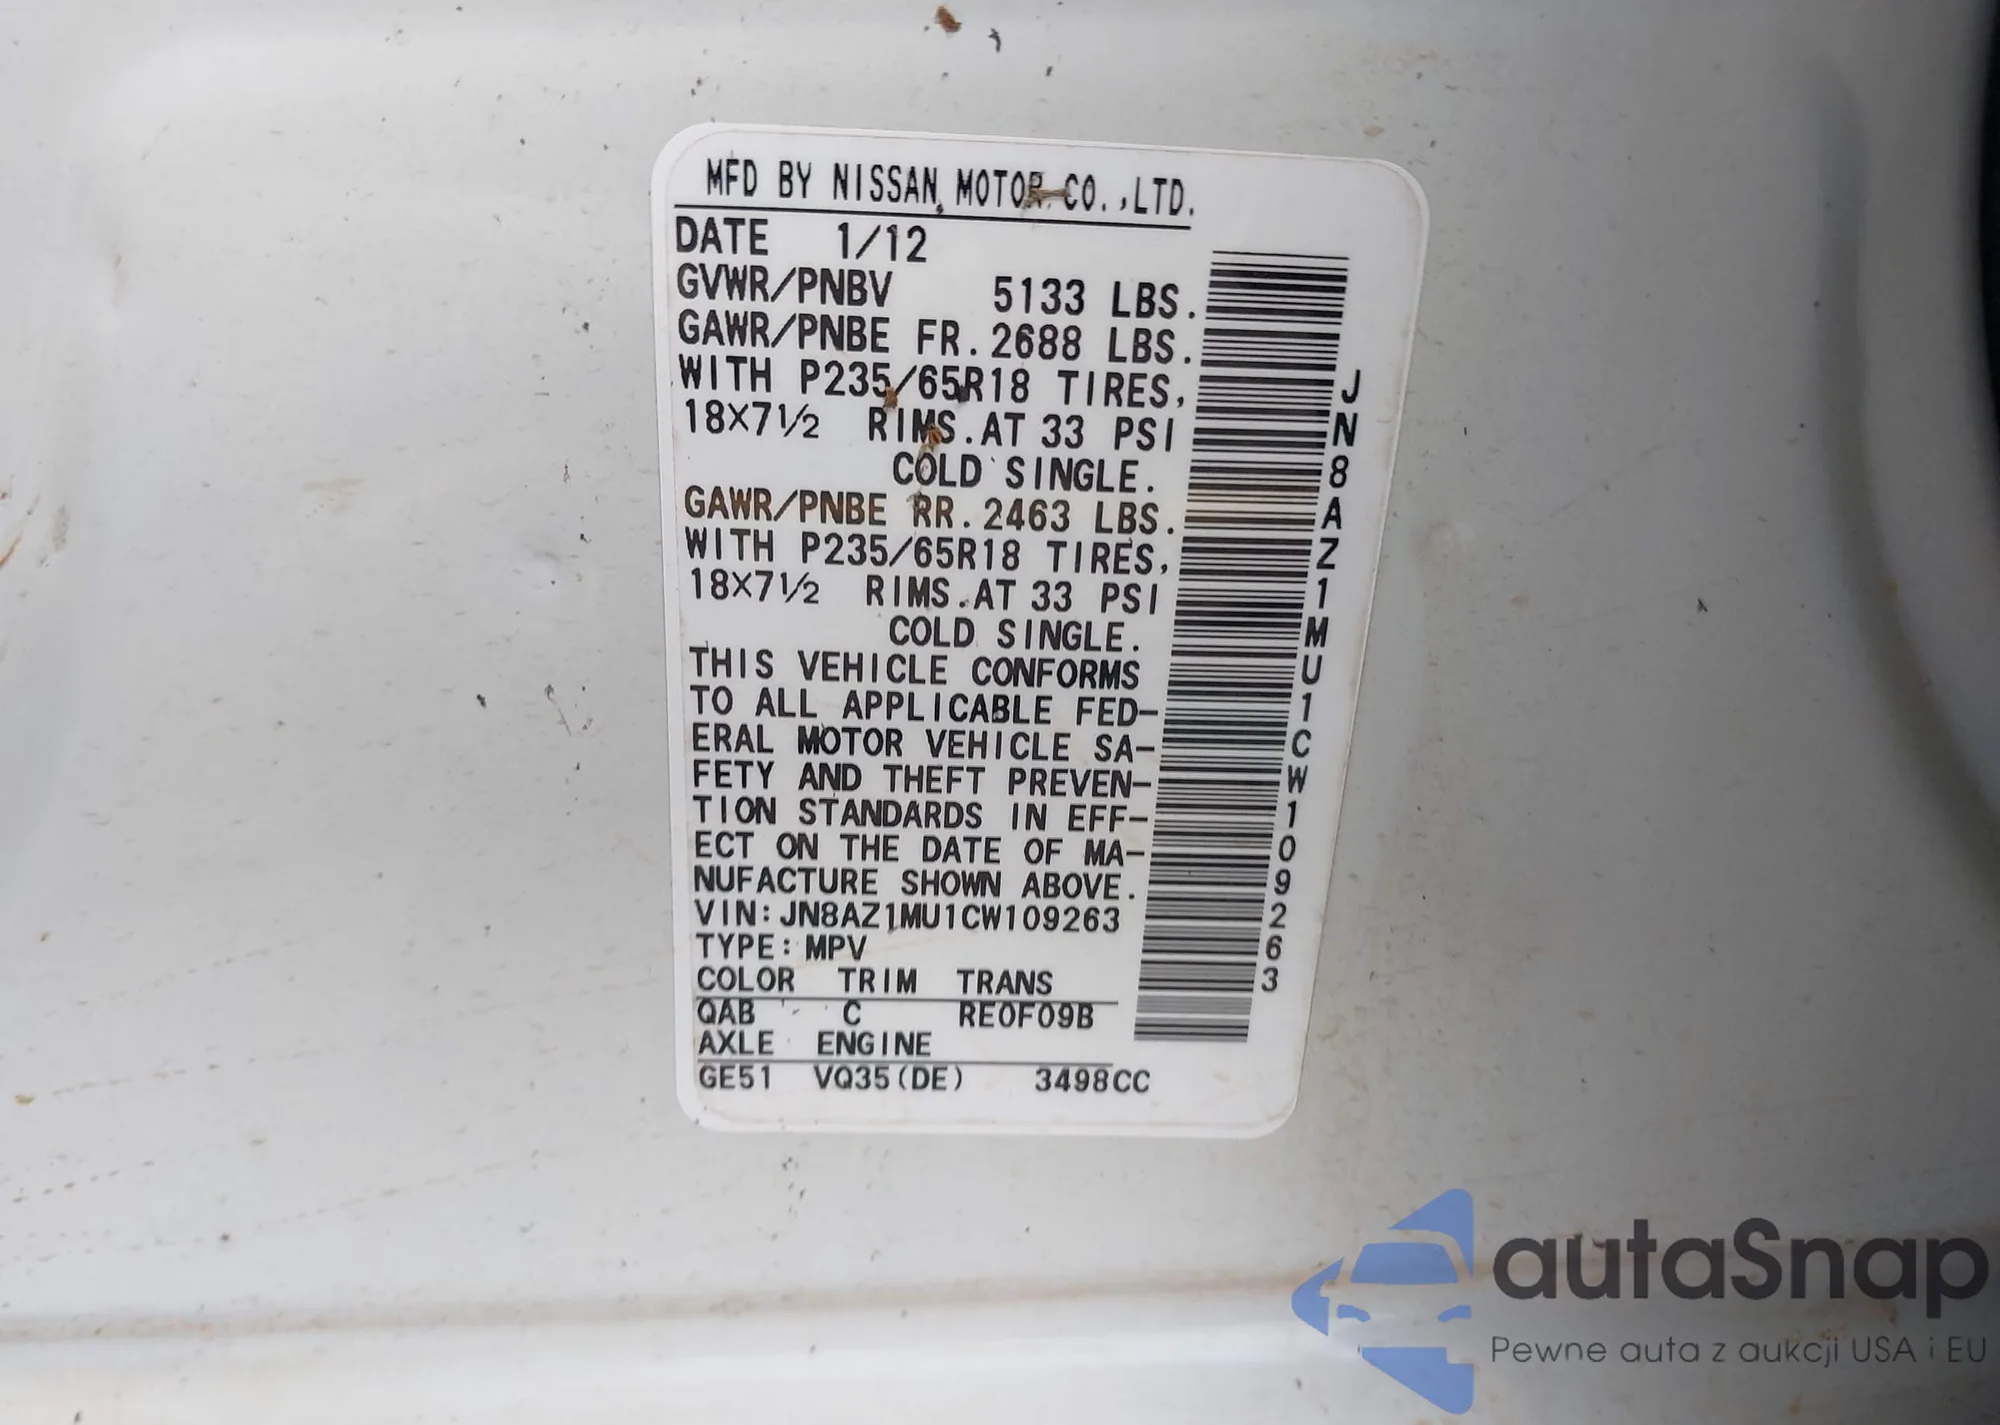 MFD BY NISSAN MOTOR CO.,LTD.
DATE 1/12
GVWR/PNBV 5133 LBS.
GAWR/PNBE FR. 2688 LBS.
WITH P235/65R18 TIRES,
18X7½ RIMS.AT 33 PSI
COLD SINGLE.
GAWR/PNBE RR. 2463 LBS.
WITH P235/65R18 TIRES,
18X7½ RIMS.AT 33 PSI
COLD SINGLE.
THIS VEHICLE CONFORMS
TO ALL APPLICABLE FED-
ERAL MOTOR VEHICLE SA-
FETY AND THEFT PREVEN-
TION STANDARDS IN EFF-
ECT ON THE DATE OF MA-
NUFACTURE SHOWN ABOVE.
VIN: JN8AZ1MU1CW109263
TYPE: MPV
COLOR TRIM TRANS
QAB C RE0F09B
AXLE ENGINE
GE51 VQ35(DE) 3498CC
JN8AZ1MU1CW109263
autaSnap
Pewne auta z aukcji USA i EU